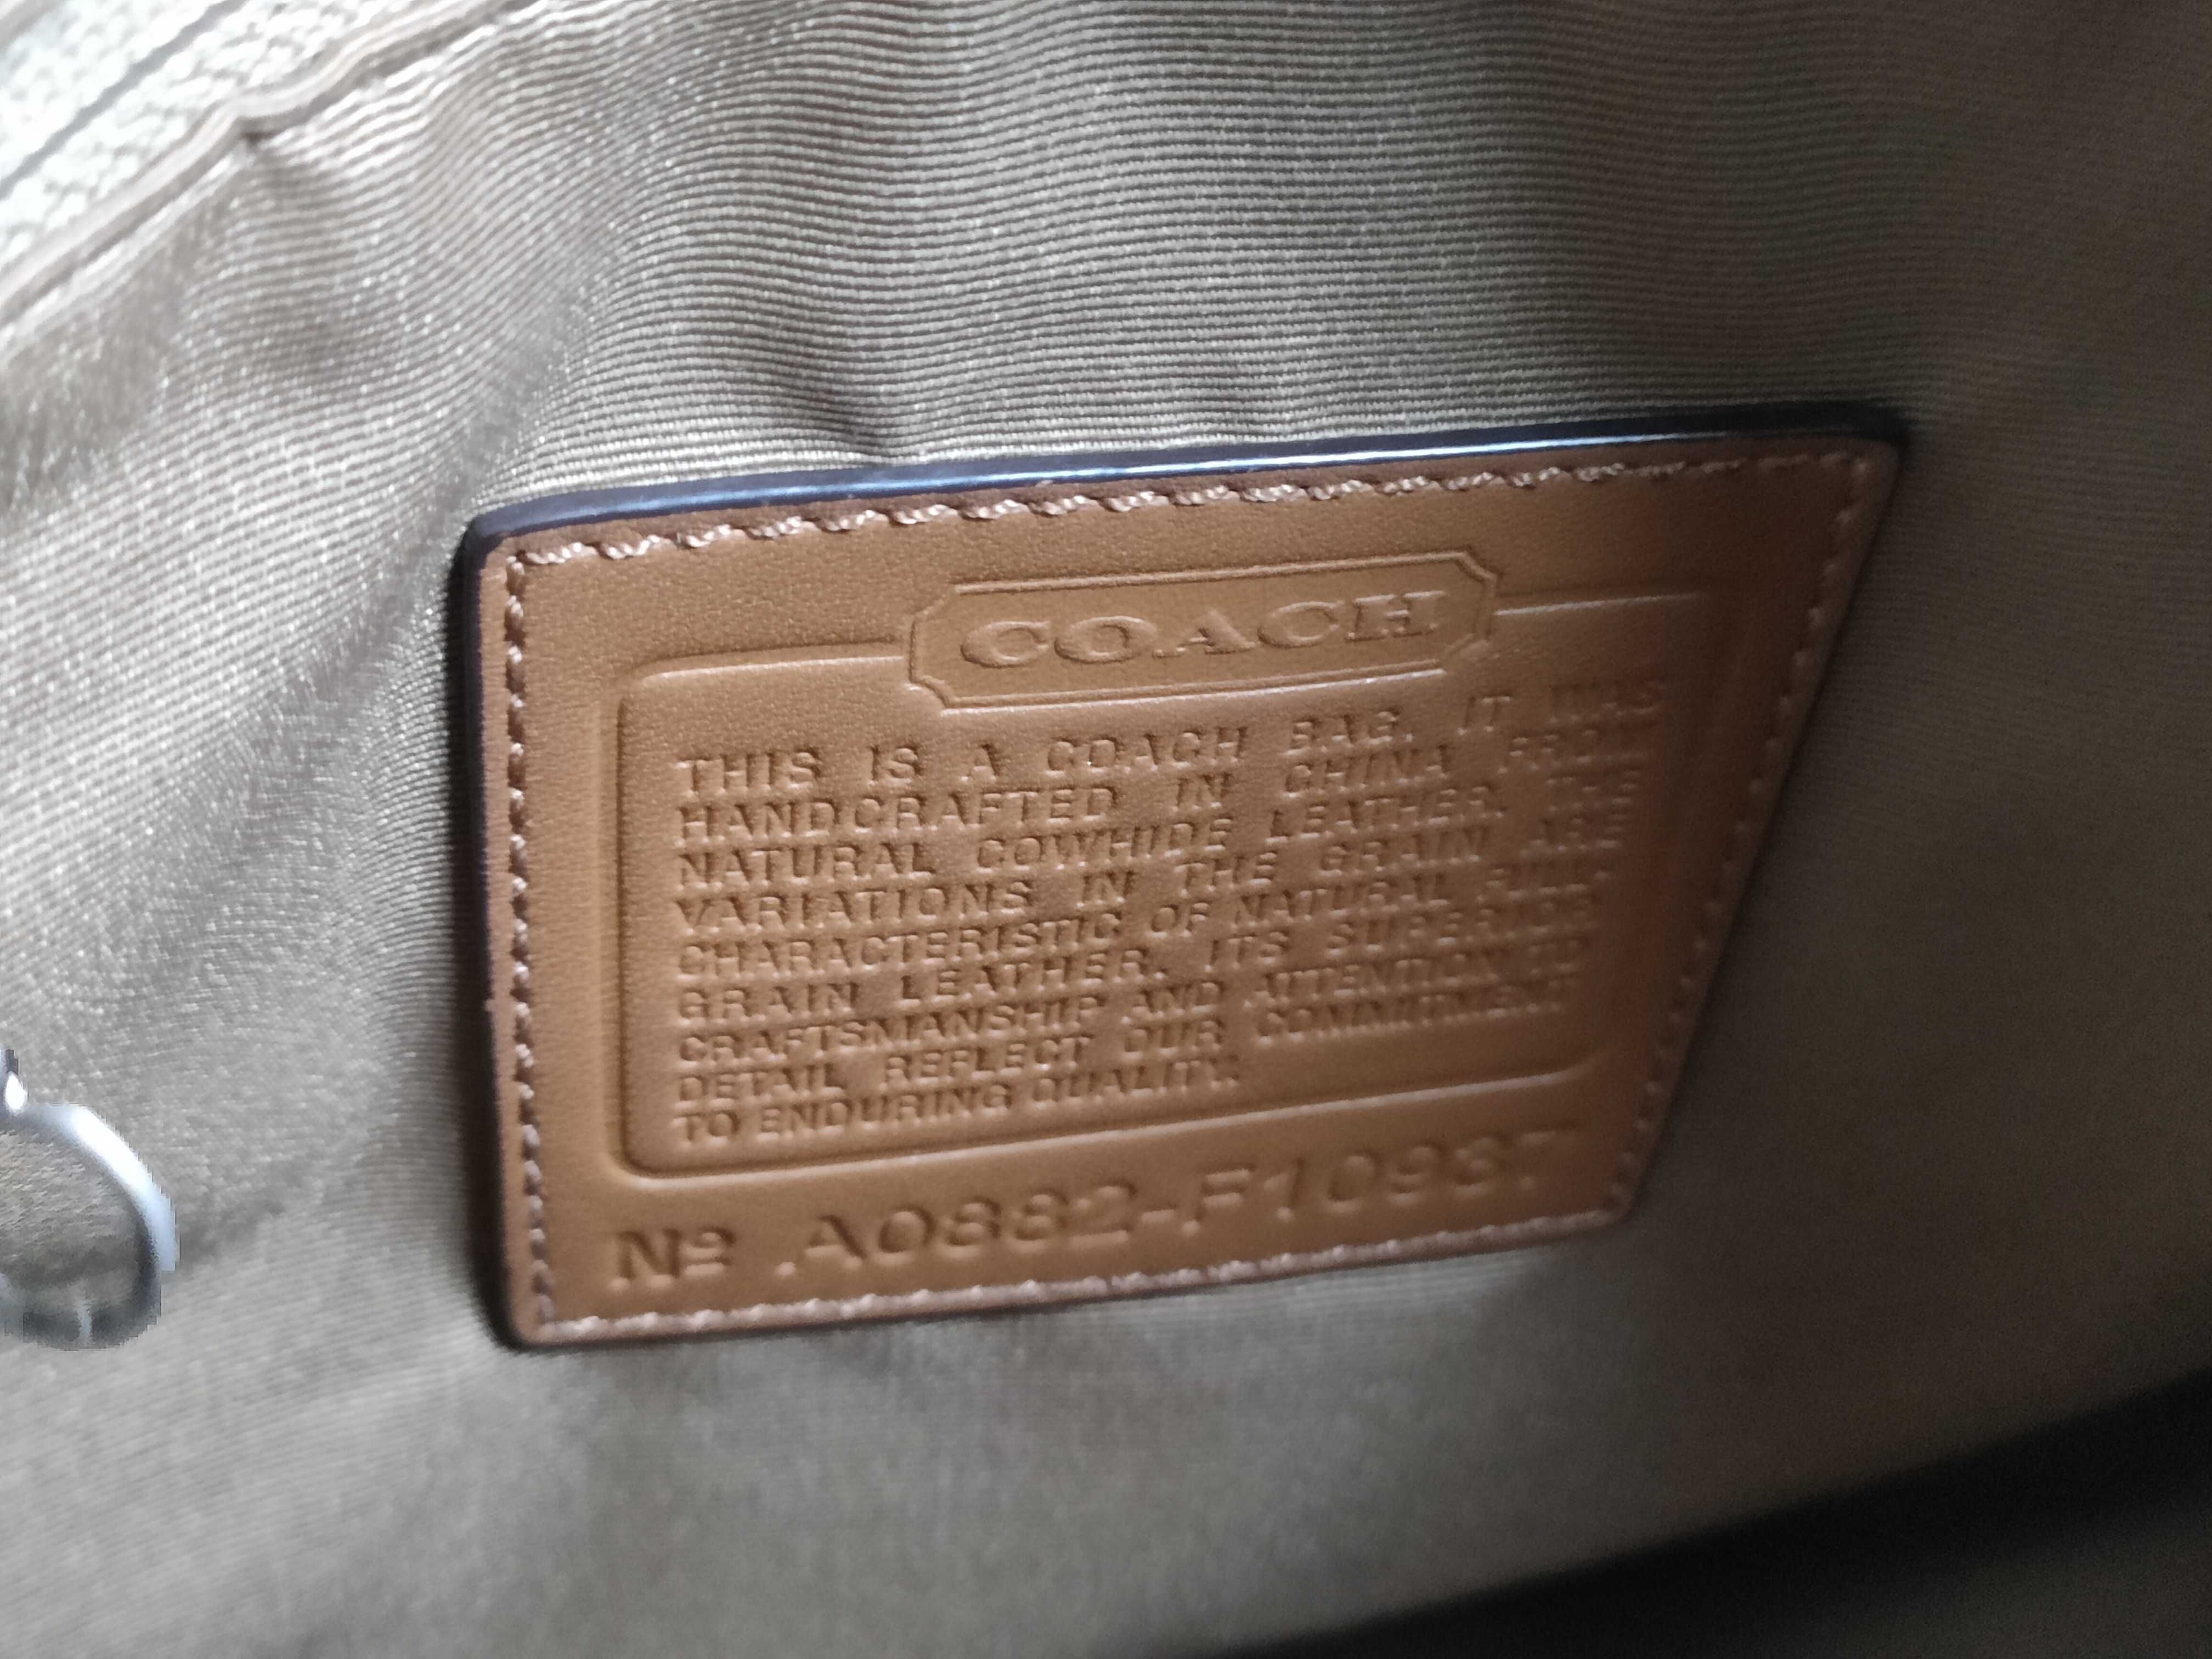 COACH
THIS IS A COACH BAG. IT WAS
HANDCRAFTED IN CHINA FROM
NATURAL COWHIDE LEATHER. THE
VARIATIONS IN THE GRAIN ARE
CHARACTERISTIC OF NATURAL FULL-
GRAIN LEATHER. ITS SUPERIOR
CRAFTSMANSHIP AND ATTENTION TO
DETAIL REFLECT OUR COMMITMENT
TO ENDURING QUALITY.
Nº A0882-F10937